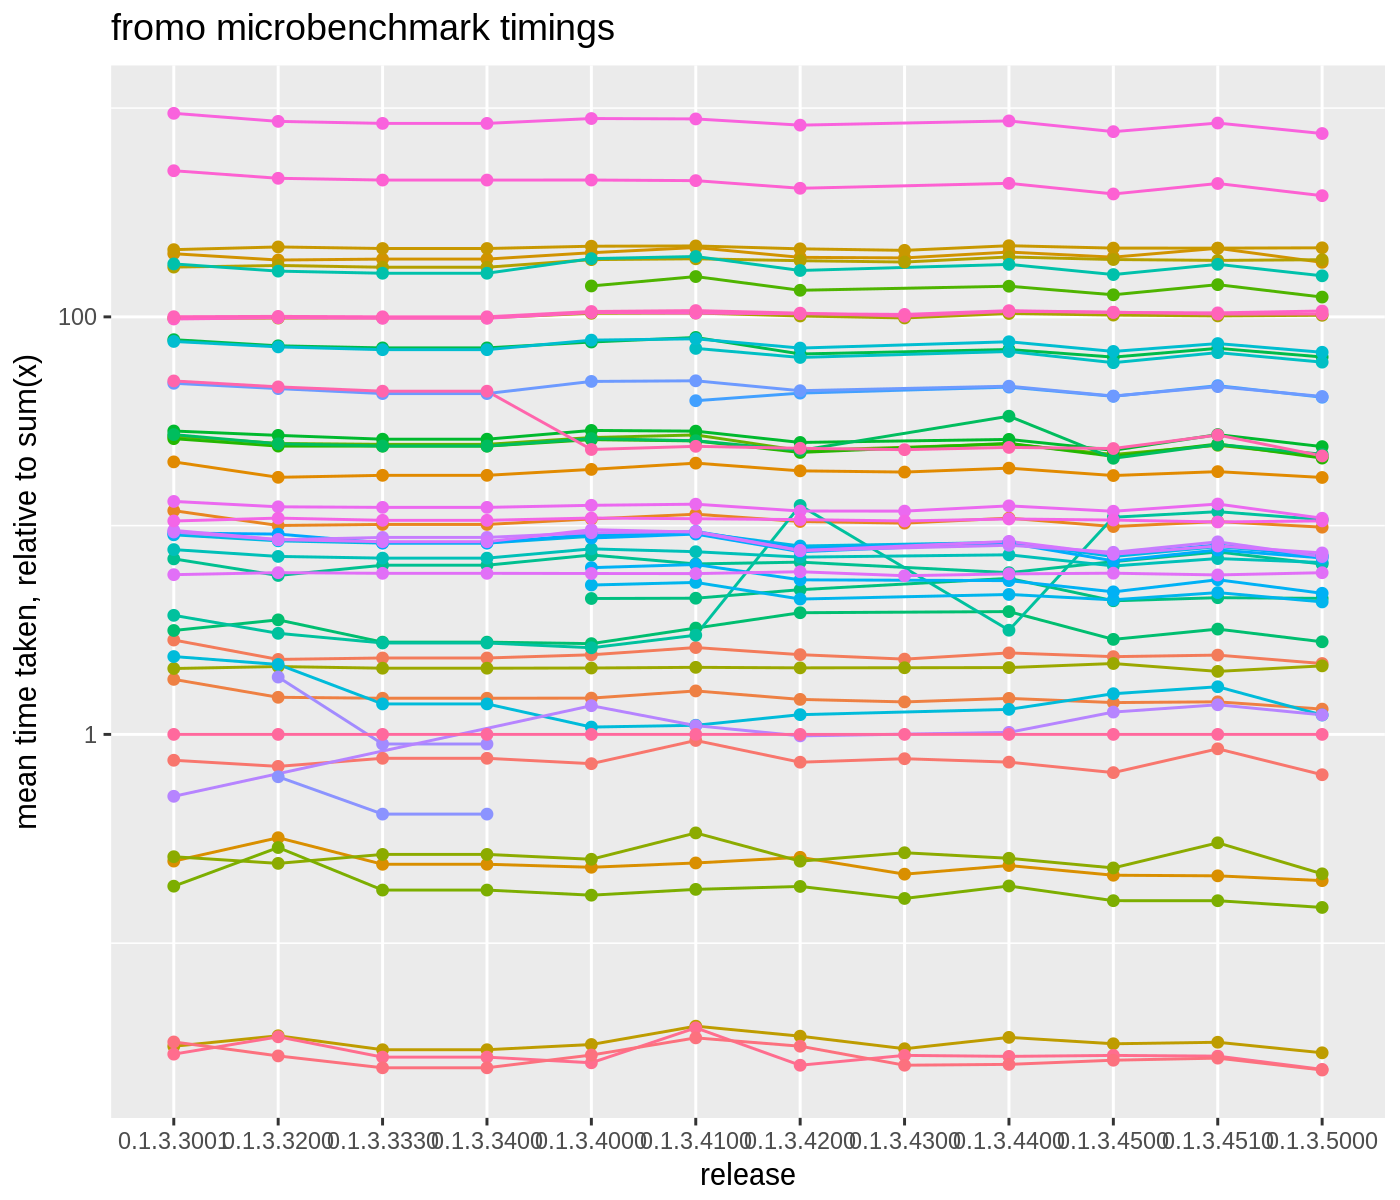 fromo microbenchmark timings
mean time taken, relative to sum(x)
100
1
0.1.3.3001 0.1.3.3200 0.1.3.3330 0.1.3.3400 0.1.3.4000 0.1.3.4100 0.1.3.4200 0.1.3.4300 0.1.3.4400 0.1.3.4500 0.1.3.4510 0.1.3.5000
release